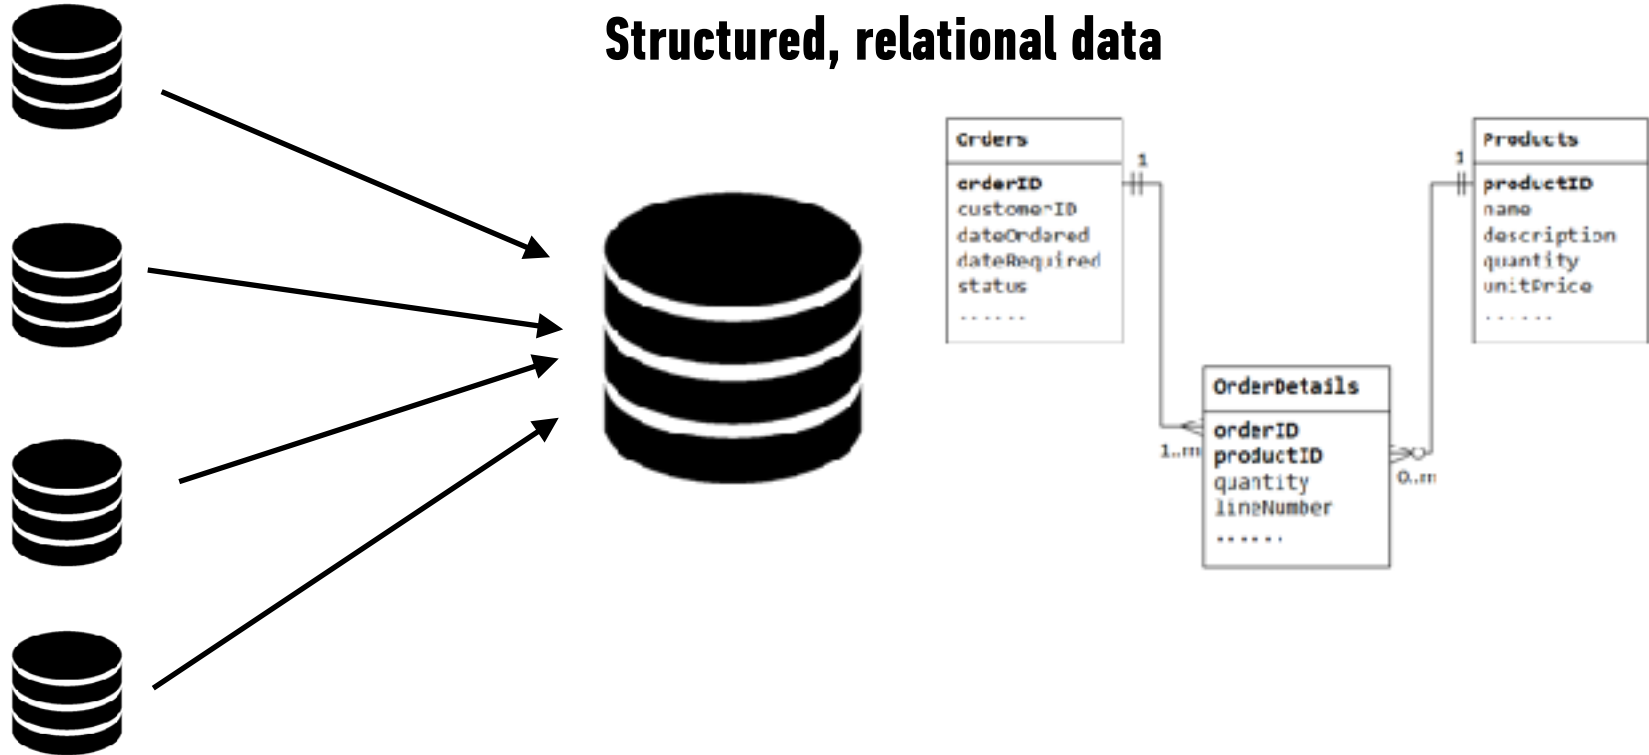 Structured, relational data
Orders
orderID
customerID
dateOrdered
dateRequired
status
......
1
1
Products
productID
name
description
quantity
unitPrice
......
OrderDetails
orderID
productID
quantity
lineNumber
......
1..m
0..m